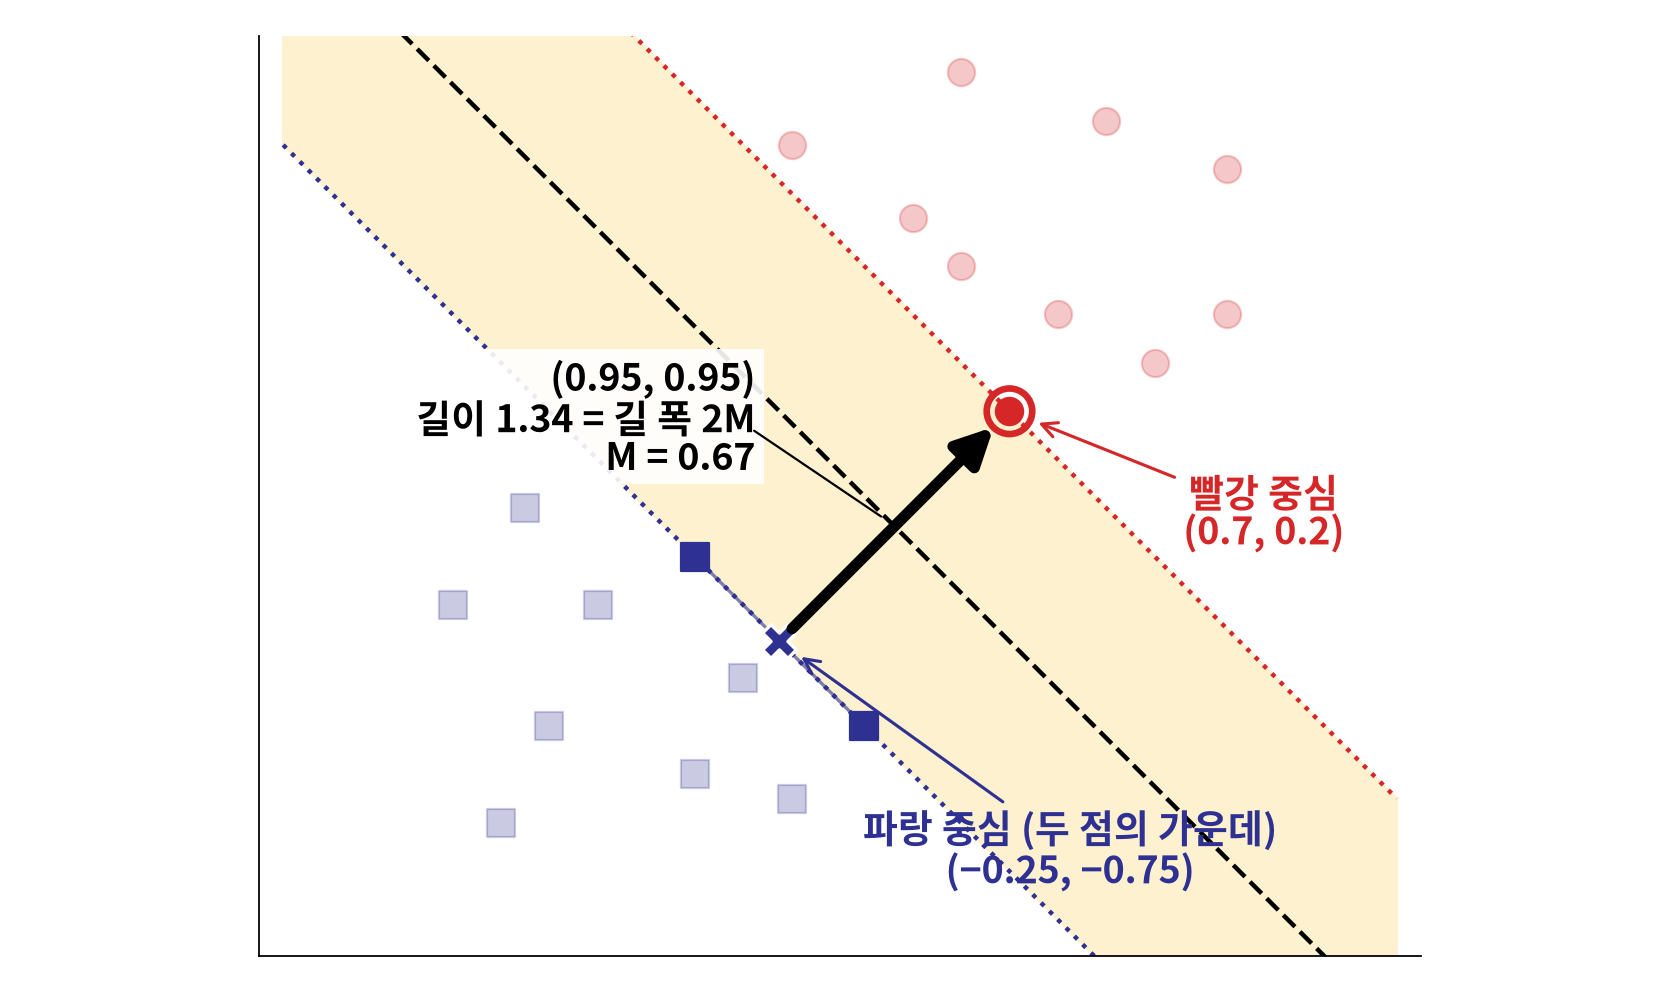 (0.95, 0.95)
길이 1.34 = 길 폭 2M
M = 0.67
빨강 중심
(0.7, 0.2)
파랑 중심 (두 점의 가운데)
(−0.25, −0.75)